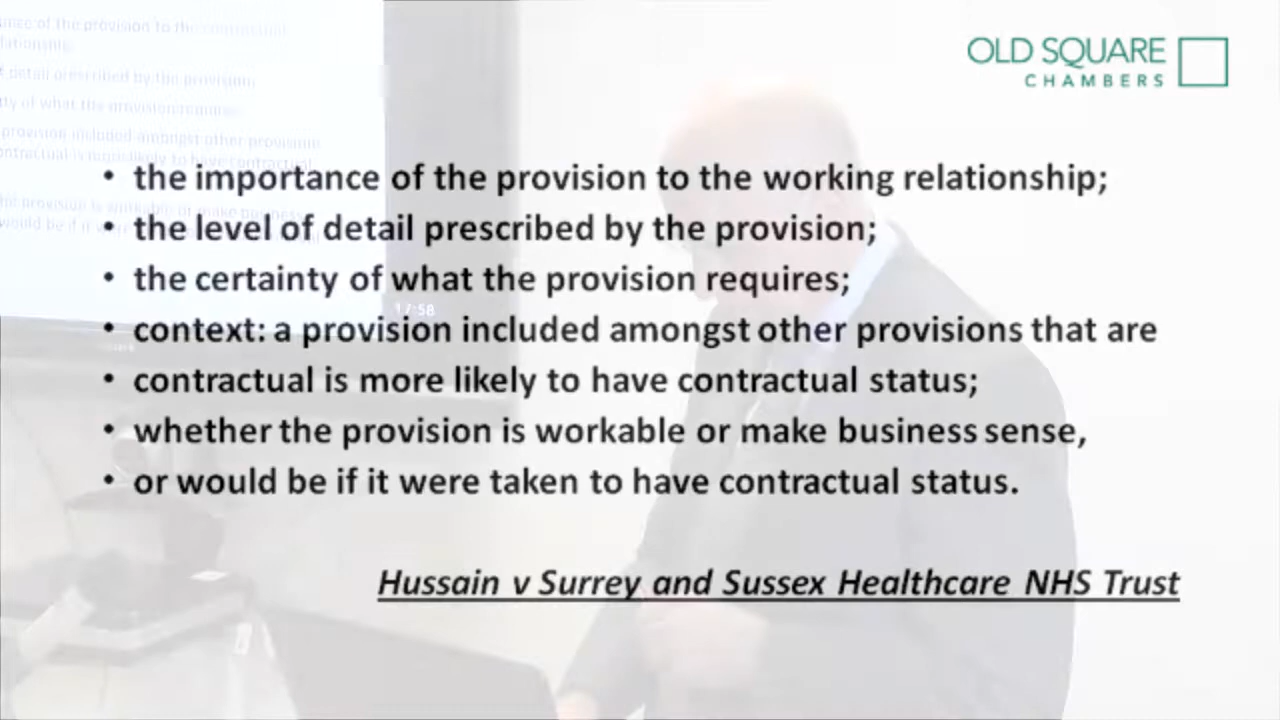 OLD SQUARE
CHAMBERS
• the importance of the provision to the working relationship;
• the level of detail prescribed by the provision;
• the certainty of what the provision requires;
• context: a provision included amongst other provisions that are
• contractual is more likely to have contractual status;
• whether the provision is workable or make business sense,
• or would be if it were taken to have contractual status.
Hussain v Surrey and Sussex Healthcare NHS Trust
17:58